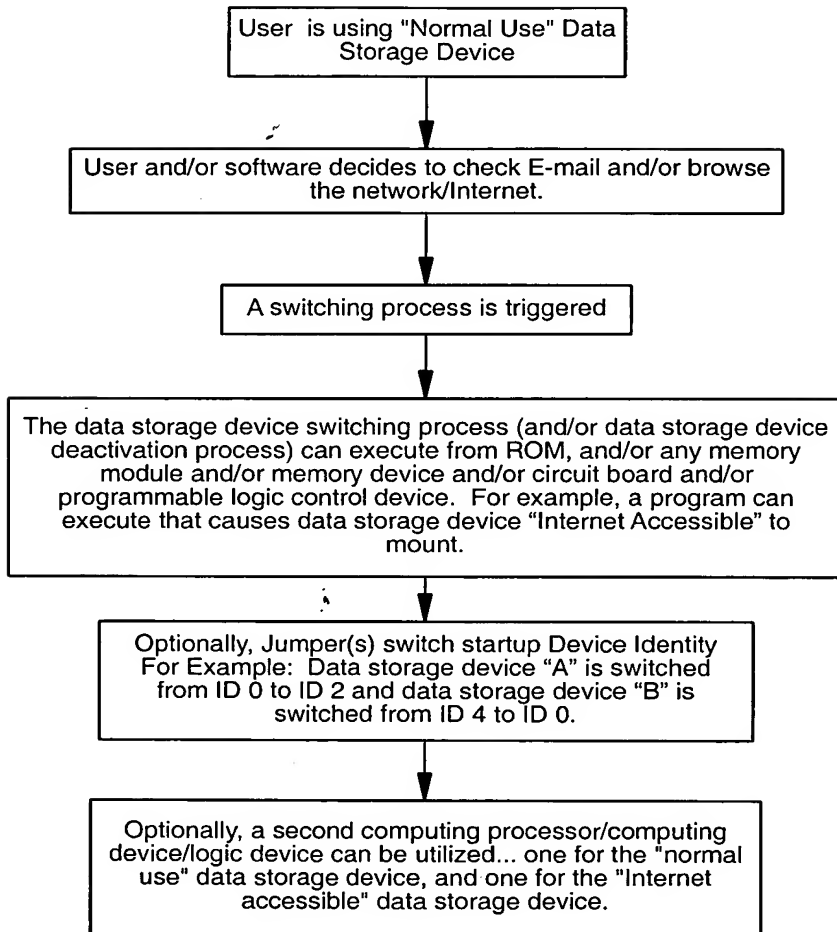 User is using "Normal Use" Data
Storage Device
User and/or software decides to check E-mail and/or browse
the network/Internet.
A switching process is triggered
The data storage device switching process (and/or data storage device
deactivation process) can execute from ROM, and/or any memory
module and/or memory device and/or circuit board and/or
programmable logic control device. For example, a program can
execute that causes data storage device “Internet Accessible” to
mount.
Optionally, Jumper(s) switch startup Device Identity
For Example: Data storage device “A” is switched
from ID 0 to ID 2 and data storage device “B” is
switched from ID 4 to ID 0.
Optionally, a second computing processor/computing
device/logic device can be utilized... one for the "normal
use" data storage device, and one for the "Internet
accessible" data storage device.